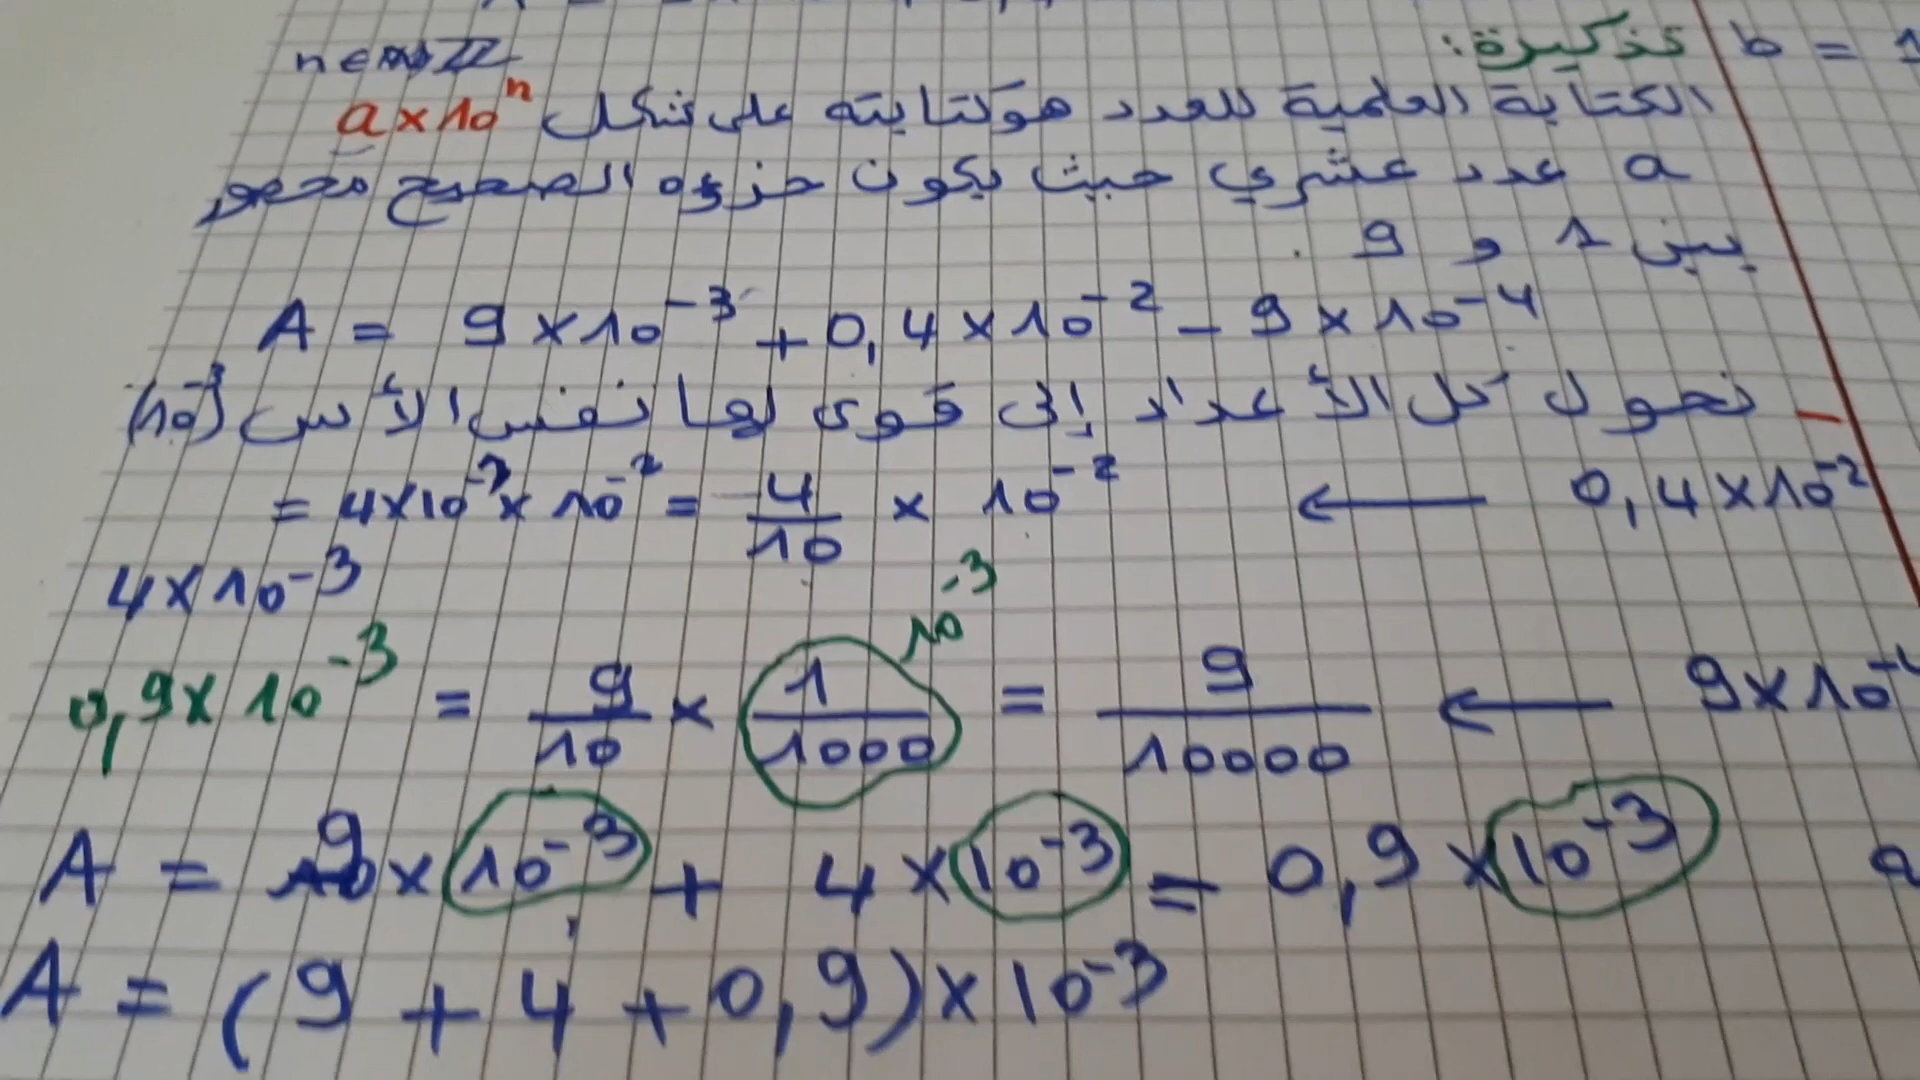 تذكيرة: b = 1
n ∈ ℤ
الكتابة العلمية للعدد هو كتابته على شكل a × 10ⁿ
a عدد عشري حيث يكون جزؤه الصحيح محصور
بين 1 و 9 .
A = 9 × 10⁻³ + 0,4 × 10⁻² − 9 × 10⁻⁴
– نحول كل الأعداد إلى قوى لها نفس الأس (10⁻³)
0,4 × 10⁻² ← = 4 × 10⁻¹ × 10⁻² = 4/10 × 10⁻²
4 × 10⁻³
10⁻³
0,9 × 10⁻³ = 9/10 × 1/1000 = 9/10000 ← 9 × 10⁻⁴
A = 9 × 10⁻³ + 4 × 10⁻³ = 0,9 × 10⁻³ a
A = (9 + 4 + 0,9) × 10⁻³